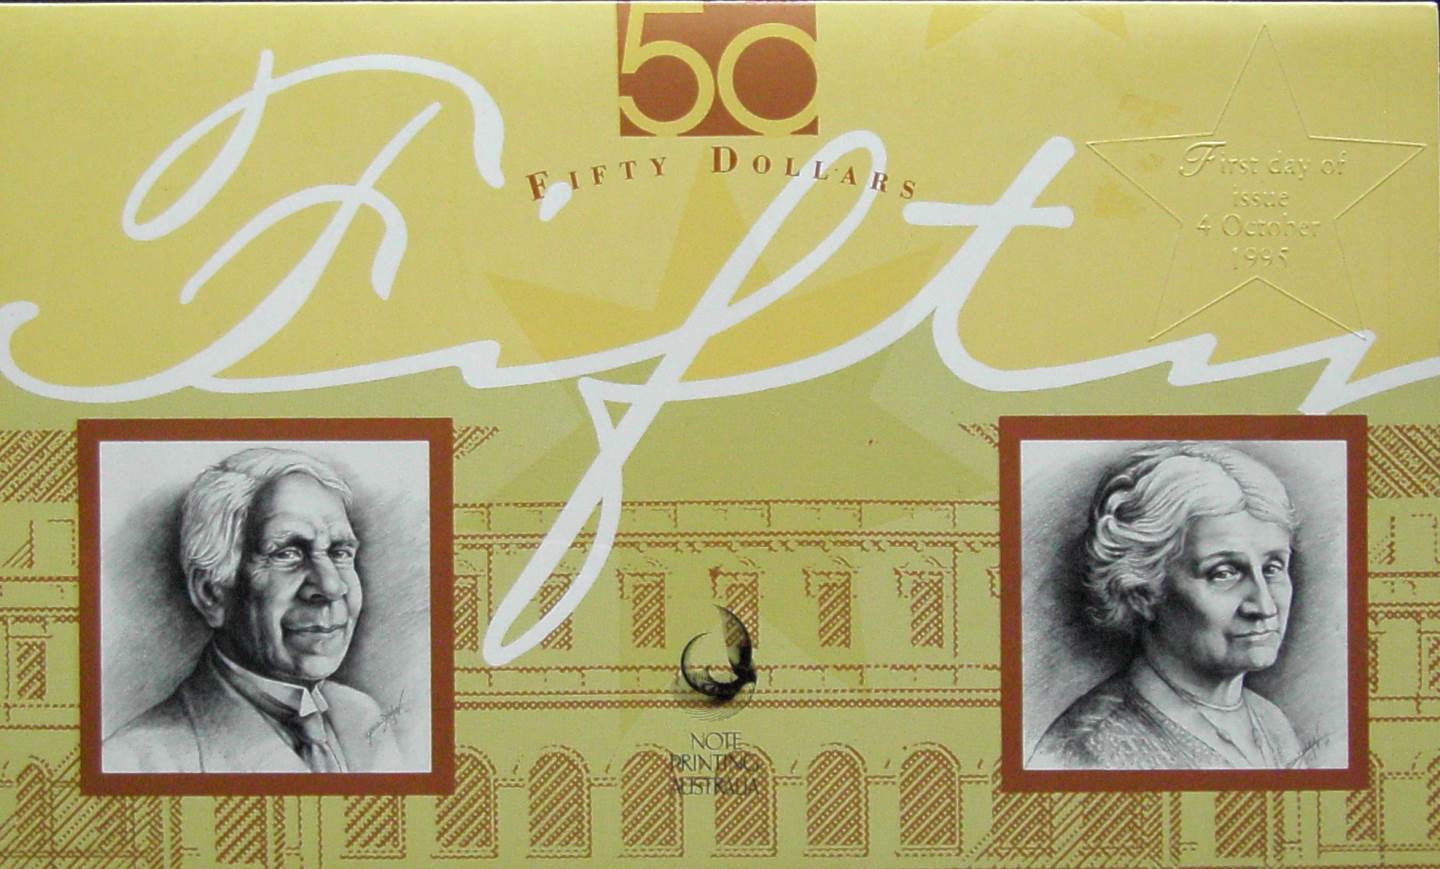 50
FIFTY DOLLARS
Fifty
First day of
issue
4 October
1995
NOTE
PRINTING
AUSTRALIA